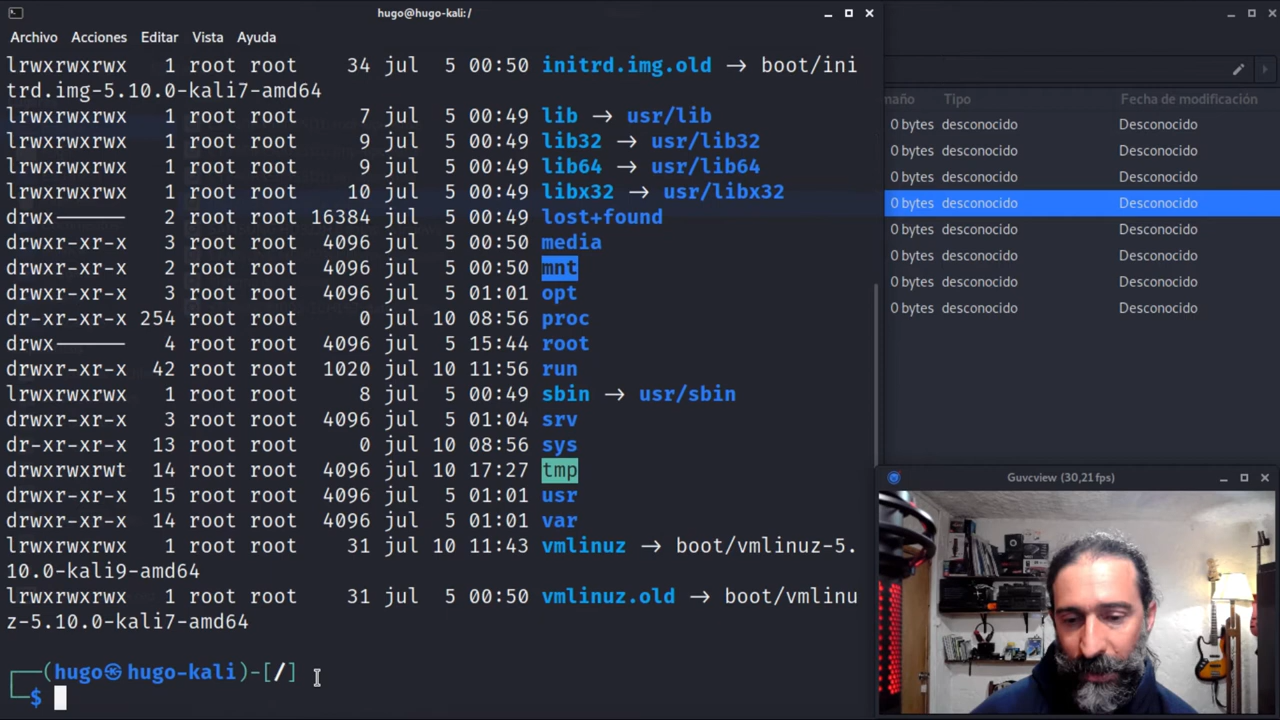 hugo@hugo-kali:/
Archivo Acciones Editar Vista Ayuda
lrwxrwxrwx 1 root root 34 jul 5 00:50 initrd.img.old → boot/ini
trd.img-5.10.0-kali7-amd64
lrwxrwxrwx 1 root root 7 jul 5 00:49 lib → usr/lib
lrwxrwxrwx 1 root root 9 jul 5 00:49 lib32 → usr/lib32
lrwxrwxrwx 1 root root 9 jul 5 00:49 lib64 → usr/lib64
lrwxrwxrwx 1 root root 10 jul 5 00:49 libx32 → usr/libx32
drwx------ 2 root root 16384 jul 5 00:49 lost+found
drwxr-xr-x 3 root root 4096 jul 5 00:50 media
drwxr-xr-x 2 root root 4096 jul 5 00:50 mnt
drwxr-xr-x 3 root root 4096 jul 5 01:01 opt
dr-xr-xr-x 254 root root 0 jul 10 08:56 proc
drwx------ 4 root root 4096 jul 5 15:44 root
drwxr-xr-x 42 root root 1020 jul 10 11:56 run
lrwxrwxrwx 1 root root 8 jul 5 00:49 sbin → usr/sbin
drwxr-xr-x 3 root root 4096 jul 5 01:04 srv
dr-xr-xr-x 13 root root 0 jul 10 08:56 sys
drwxrwxrwt 14 root root 4096 jul 10 17:27 tmp
drwxr-xr-x 15 root root 4096 jul 5 01:01 usr
drwxr-xr-x 14 root root 4096 jul 5 01:01 var
lrwxrwxrwx 1 root root 31 jul 10 11:43 vmlinuz → boot/vmlinuz-5.
10.0-kali9-amd64
lrwxrwxrwx 1 root root 31 jul 5 00:50 vmlinuz.old → boot/vmlinu
z-5.10.0-kali7-amd64
┌──(hugo㉿hugo-kali)-[/]
└─$
maño Tipo Fecha de modificación
0 bytes desconocido Desconocido
0 bytes desconocido Desconocido
0 bytes desconocido Desconocido
0 bytes desconocido Desconocido
0 bytes desconocido Desconocido
0 bytes desconocido Desconocido
0 bytes desconocido Desconocido
0 bytes desconocido Desconocido
Guvcview (30,21 fps)